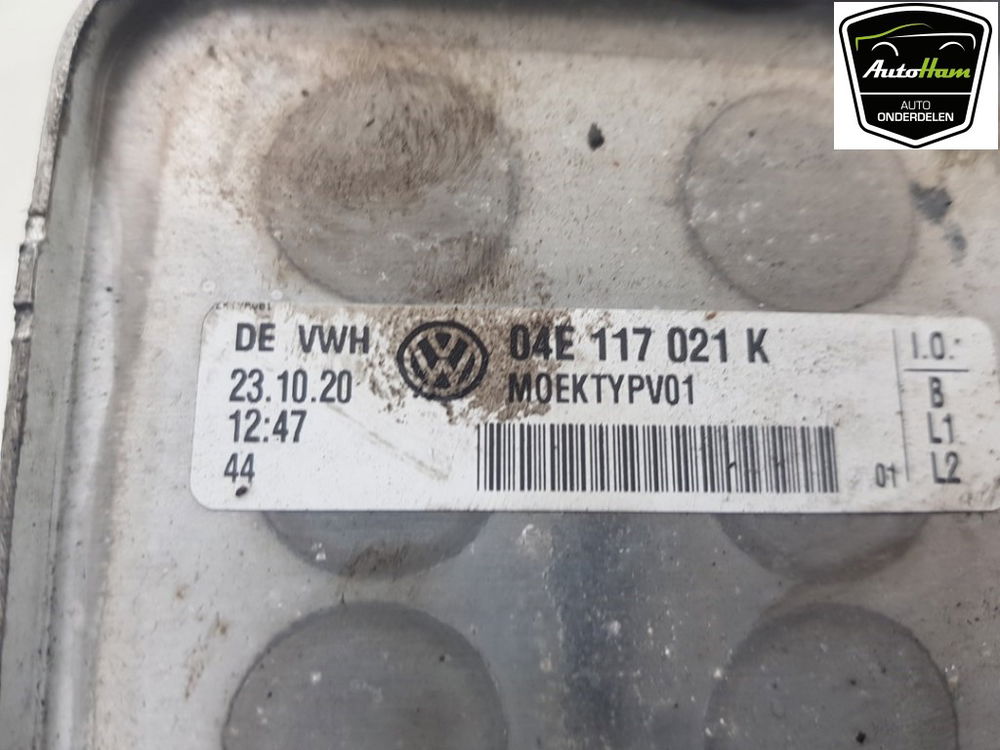 AutoHam
AUTO
ONDERDELEN
DE VWH
04E 117 021 K
I.O.
23.10.20
MOEKTYPV01
B
12:47
L1
44
01
L2